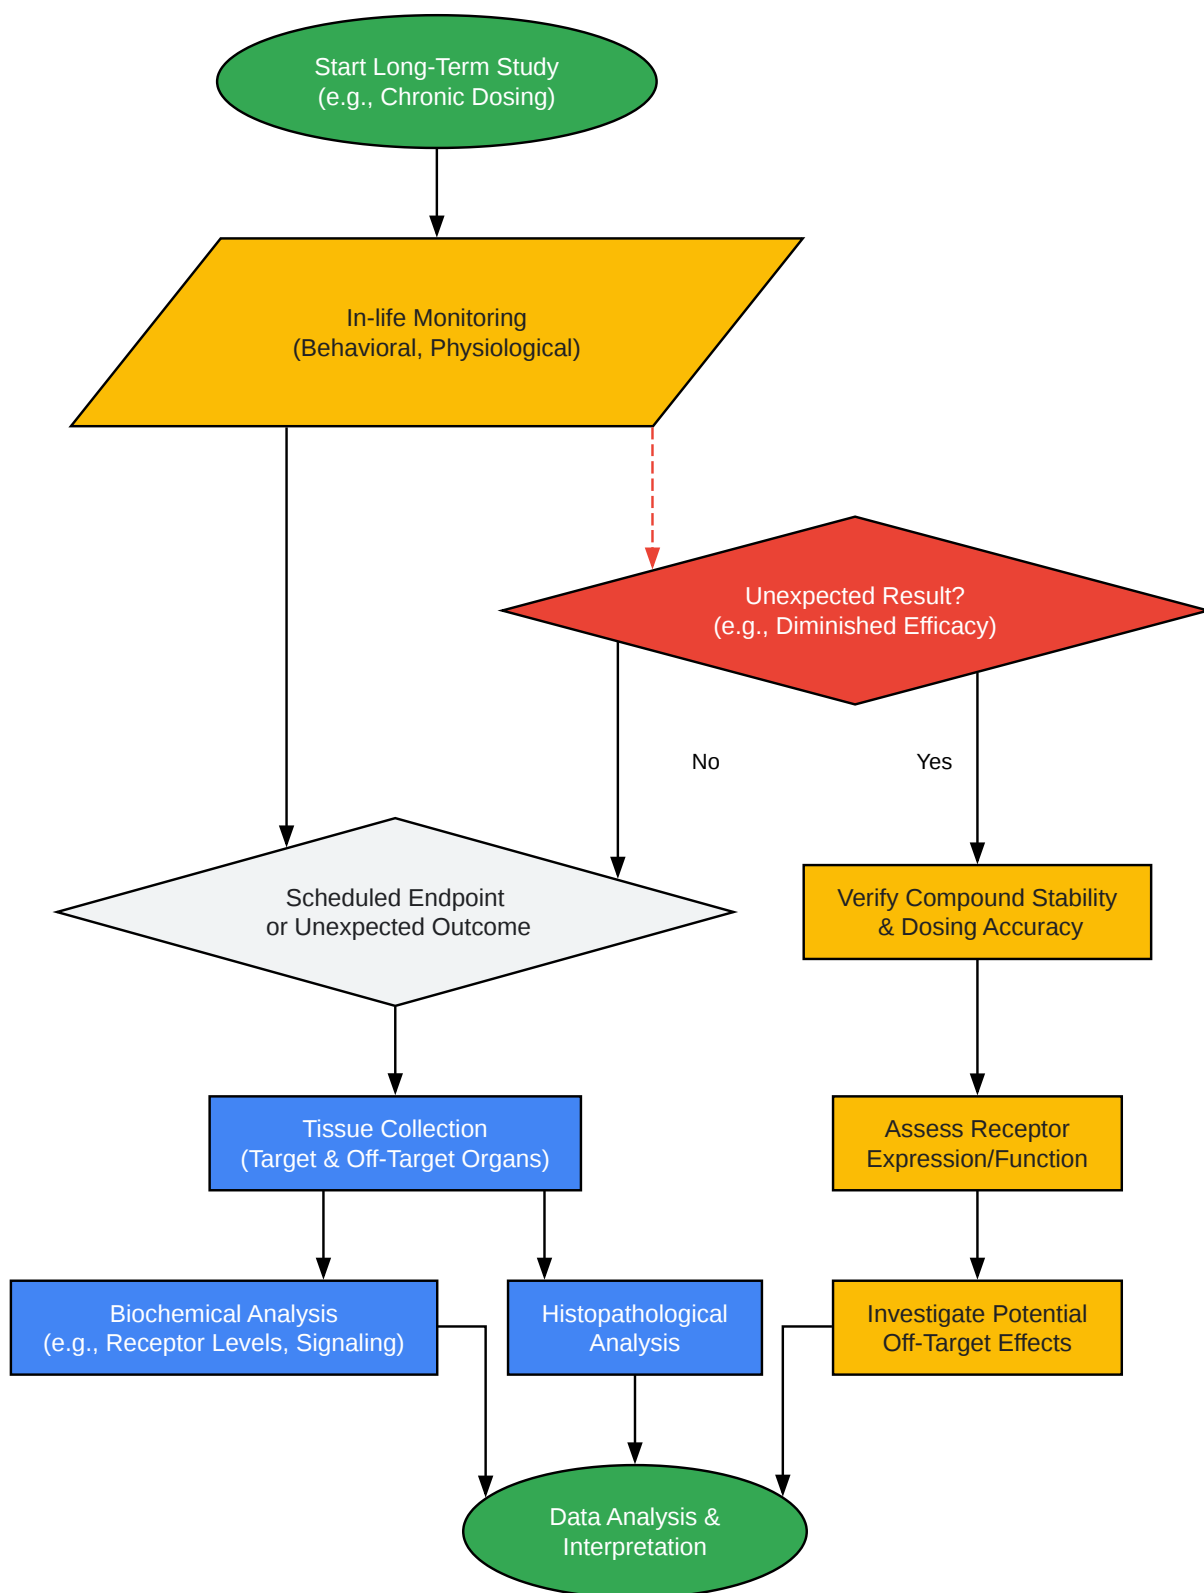 Start Long-Term Study
(e.g., Chronic Dosing)
In-life Monitoring
(Behavioral, Physiological)
Unexpected Result?
(e.g., Diminished Efficacy)
No
Yes
Scheduled Endpoint
or Unexpected Outcome
Verify Compound Stability
& Dosing Accuracy
Tissue Collection
(Target & Off-Target Organs)
Assess Receptor
Expression/Function
Biochemical Analysis
(e.g., Receptor Levels, Signaling)
Histopathological
Analysis
Investigate Potential
Off-Target Effects
Data Analysis &
Interpretation